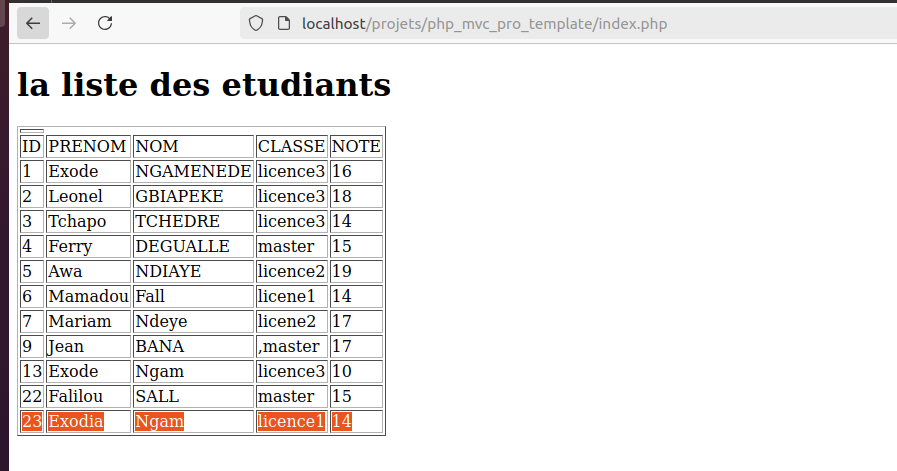 localhost/projets/php_mvc_pro_template/index.php
la liste des etudiants
ID PRENOM NOM CLASSE NOTE
1 Exode NGAMENEDE licence3 16
2 Leonel GBIAPEKE licence3 18
3 Tchapo TCHEDRE licence3 14
4 Ferry DEGUALLE master 15
5 Awa NDIAYE licence2 19
6 Mamadou Fall licene1 14
7 Mariam Ndeye licene2 17
9 Jean BANA ,master 17
13 Exode Ngam licence3 10
22 Falilou SALL master 15
23 Exodia Ngam licence1 14